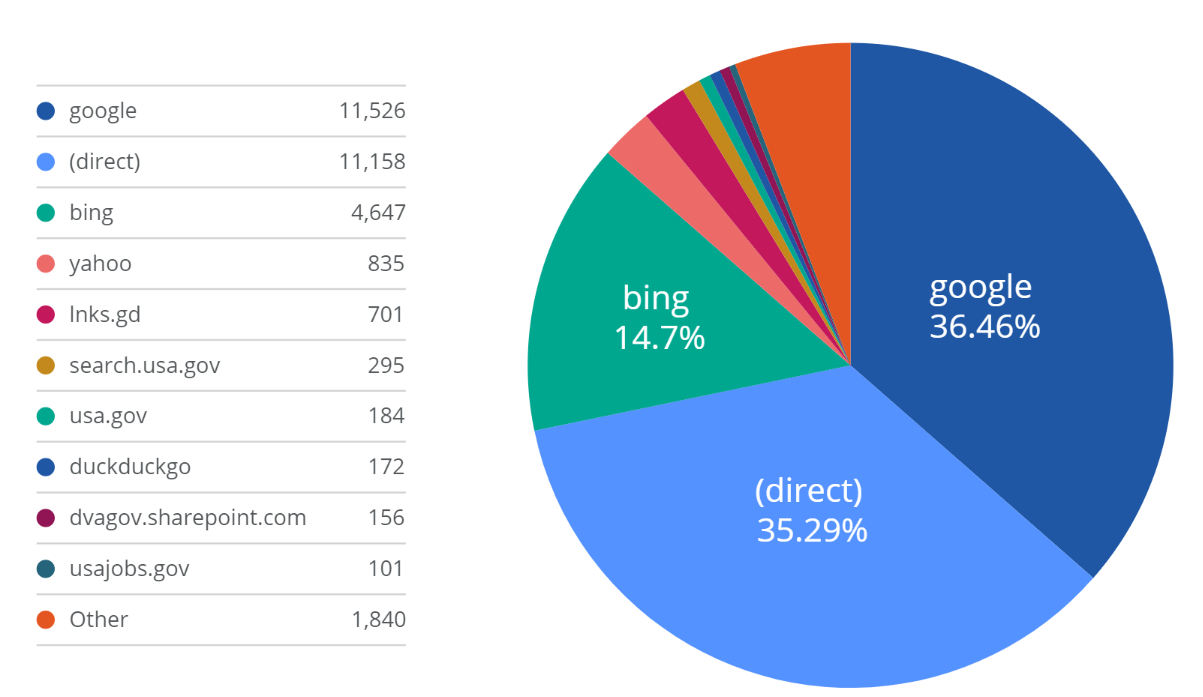 google 11,526
(direct) 11,158
bing 4,647
yahoo 835
lnks.gd 701
search.usa.gov 295
usa.gov 184
duckduckgo 172
dvagov.sharepoint.com 156
usajobs.gov 101
Other 1,840
google
36.46%
bing
14.7%
(direct)
35.29%